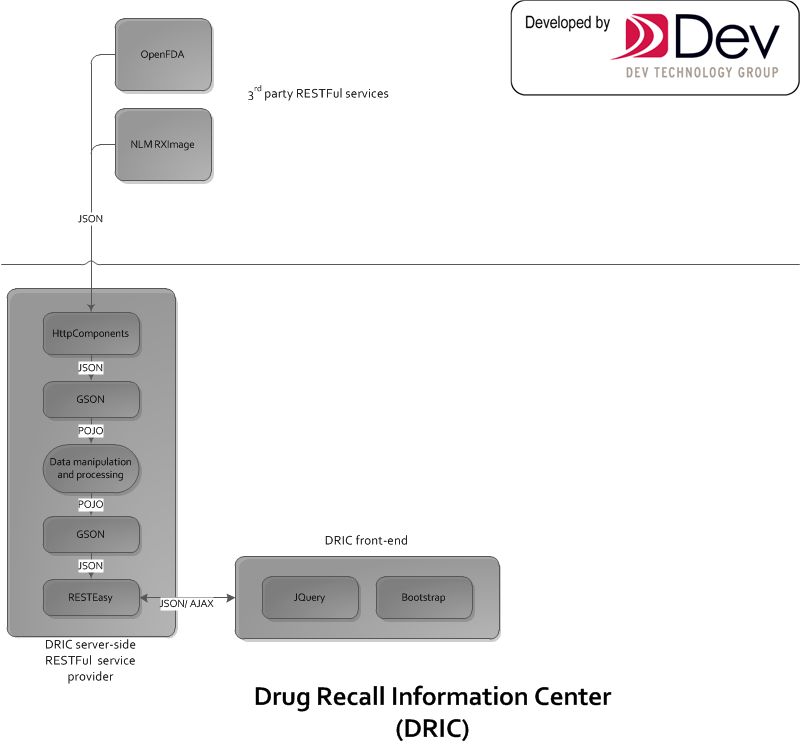 Developed by
Dev
DEV TECHNOLOGY GROUP
OpenFDA
3rd party RESTFul services
NLM RXImage
JSON
HttpComponents
JSON
GSON
POJO
Data manipulation
and processing
POJO
GSON
JSON
RESTEasy
JSON/ AJAX
DRIC front-end
JQuery
Bootstrap
DRIC server-side
RESTFul service
provider
Drug Recall Information Center
(DRIC)